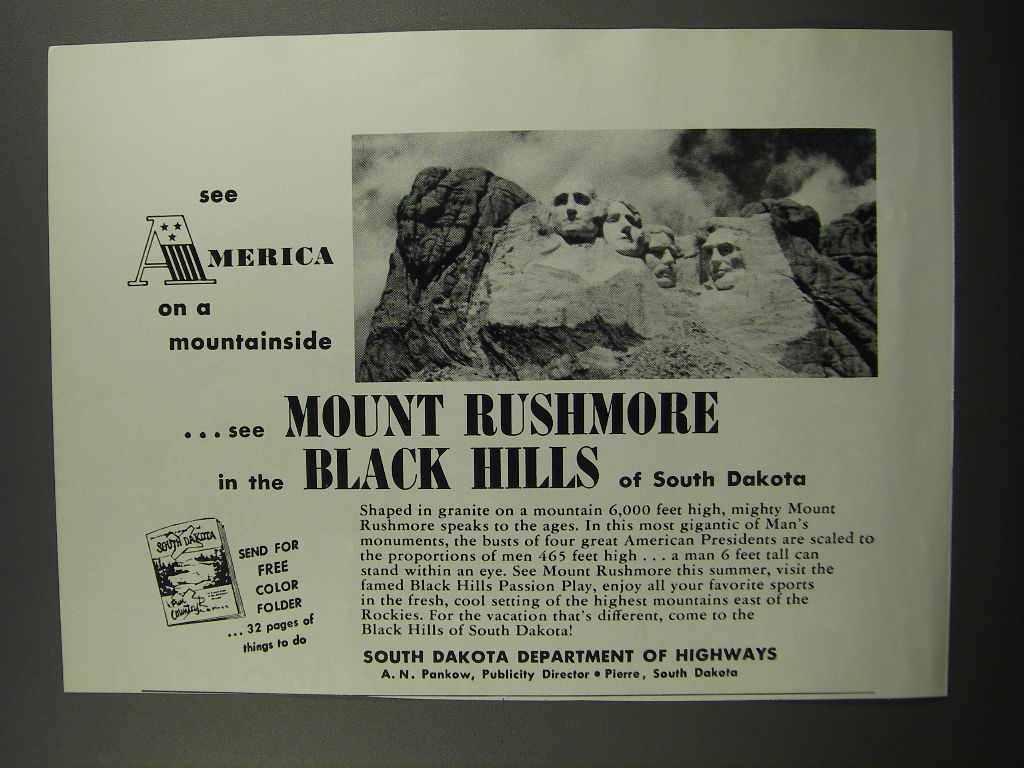 see
AMERICA
on a
mountainside
...see MOUNT RUSHMORE
in the BLACK HILLS of South Dakota
Shaped in granite on a mountain 6,000 feet high, mighty Mount
Rushmore speaks to the ages. In this most gigantic of Man's
monuments, the busts of four great American Presidents are scaled to
the proportions of men 465 feet high . . . a man 6 feet tall can
stand within an eye. See Mount Rushmore this summer, visit the
famed Black Hills Passion Play, enjoy all your favorite sports
in the fresh, cool setting of the highest mountains east of the
Rockies. For the vacation that's different, come to the
Black Hills of South Dakota!
SOUTH DAKOTA DEPARTMENT OF HIGHWAYS
A. N. Pankow, Publicity Director • Pierre, South Dakota
SOUTH DAKOTA
SEND FOR
FREE
COLOR
FOLDER
...32 pages of
things to do